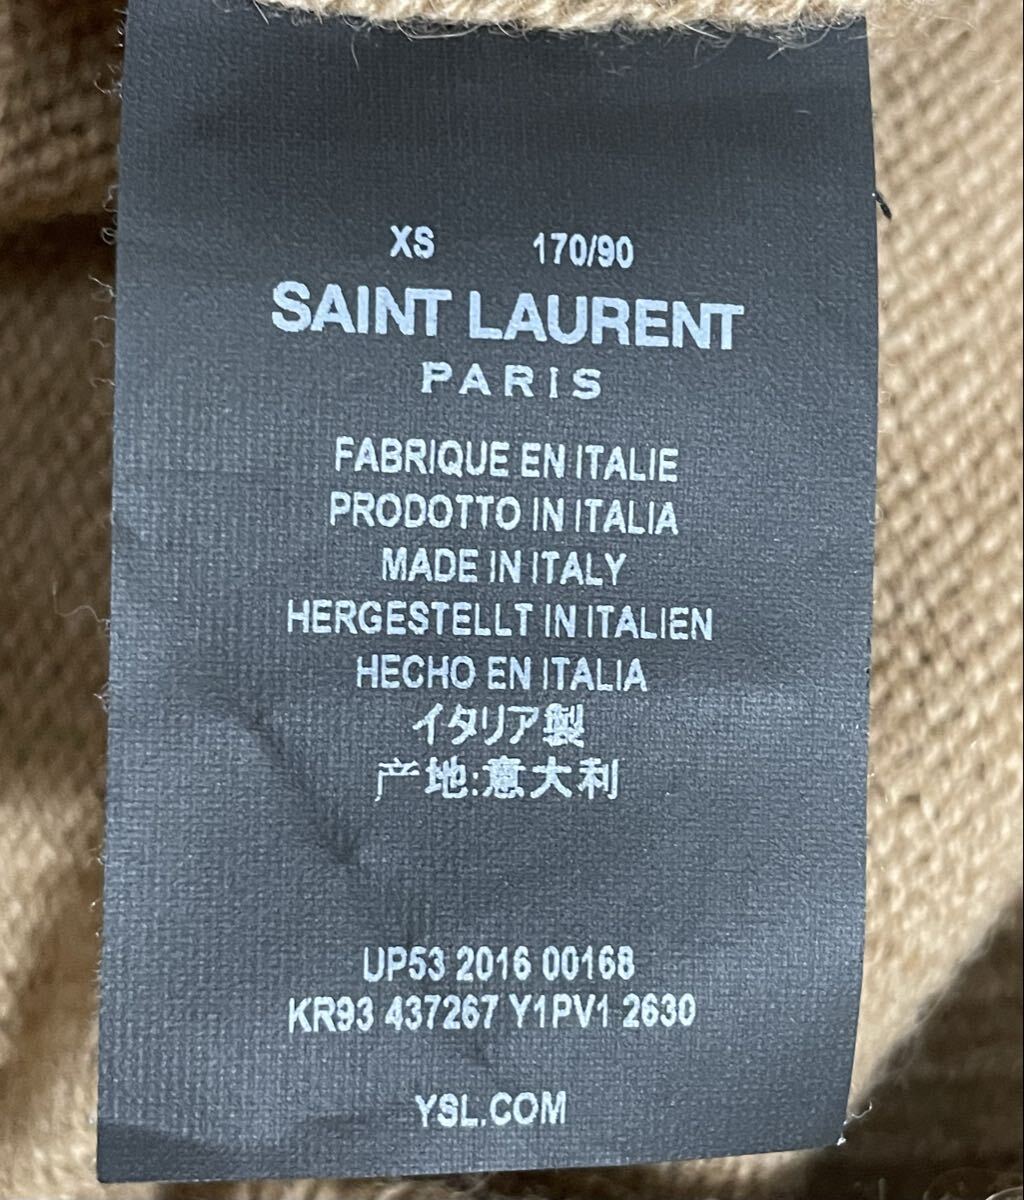 XS 170/90
SAINT LAURENT
PARIS
FABRIQUE EN ITALIE
PRODOTTO IN ITALIA
MADE IN ITALY
HERGESTELLT IN ITALIEN
HECHO EN ITALIA
イタリア製
产地:意大利
UP53 2016 00168
KR93 437267 Y1PV1 2630
YSL.COM